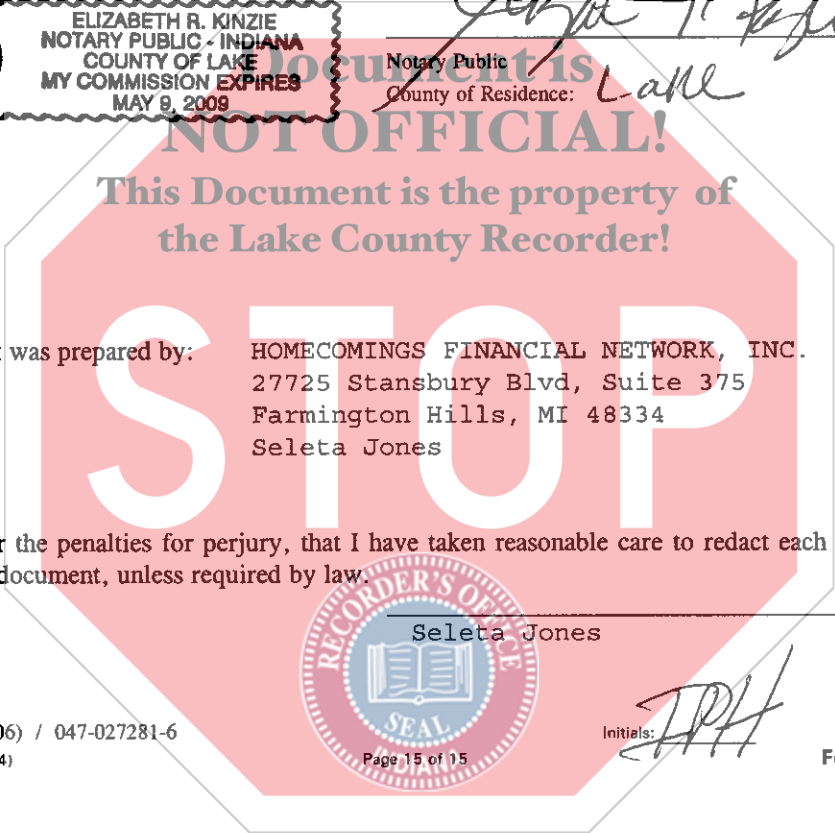 ELIZABETH R. KINZIE
NOTARY PUBLIC - INDIANA
COUNTY OF LAKE
MY COMMISSION EXPIRES
MAY 9, 2009
Notary Public
County of Residence: Lake
Document is
NOT OFFICIAL!
This Document is the property of
the Lake County Recorder!
STOP
was prepared by: HOMECOMINGS FINANCIAL NETWORK, INC.
27725 Stansbury Blvd, Suite 375
Farmington Hills, MI 48334
Seleta Jones
the penalties for perjury, that I have taken reasonable care to redact each
document, unless required by law.
Seleta Jones
RECORDER'S OFFICE
SEAL
INDIANA
06) / 047-027281-6
Initials: IPH
4)
Page 15 of 15